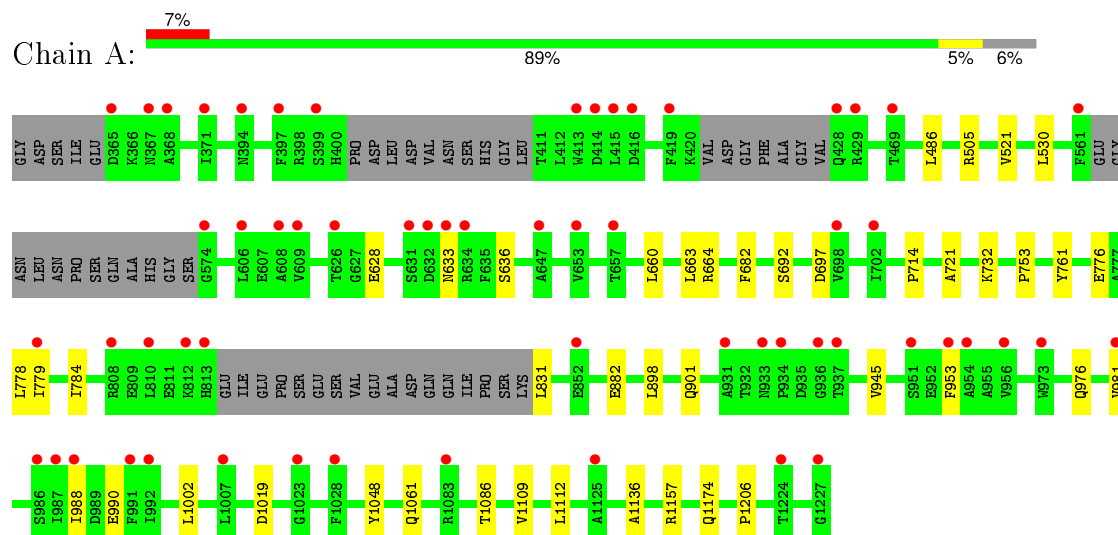 7%
Chain A:
89% 5% 6%
GLY ASP SER ILE GLU D365 K366 N367 A368 I371 N394 F397 R398 S399 H400 PRO ASP LEU ASP VAL ASN SER HIS GLY LEU T411 L412 W413 D414 L415 D416 F419 K420 VAL ASP GLY PHE ALA GLY VAL Q428 R429 T469 L486 R505 V521 L530 F561 GLU GLY
ASN LEU ASN PRO SER GLN ALA HIS GLY SER G574 L606 E607 A608 V609 T626 G627 E628 S631 D632 N633 R634 F635 S636 A647 V653 T657 L660 L663 R664 F682 S692 D697 V698 I702 P714 A721 K732 P753 Y761 E776 A777
L778 I779 I784 R808 E809 L810 E811 K812 H813 GLU ILE GLU PRO SER GLU SER VAL GLU ALA ASP GLN GLN ILE PRO SER LYS L831 E852 E882 L898 Q901 A931 T932 N933 P934 D935 G936 T937 V945 S951 E952 F953 A954 A955 V956 W973 Q976
S986 I987 I988 D989 E990 F991 I992 L1002 L1007 D1019 G1023 F1028 Y1048 Q1061 R1083 T1086 V1109 L1112 A1125 A1136 R1157 Q1174 P1206 T1224 G1227